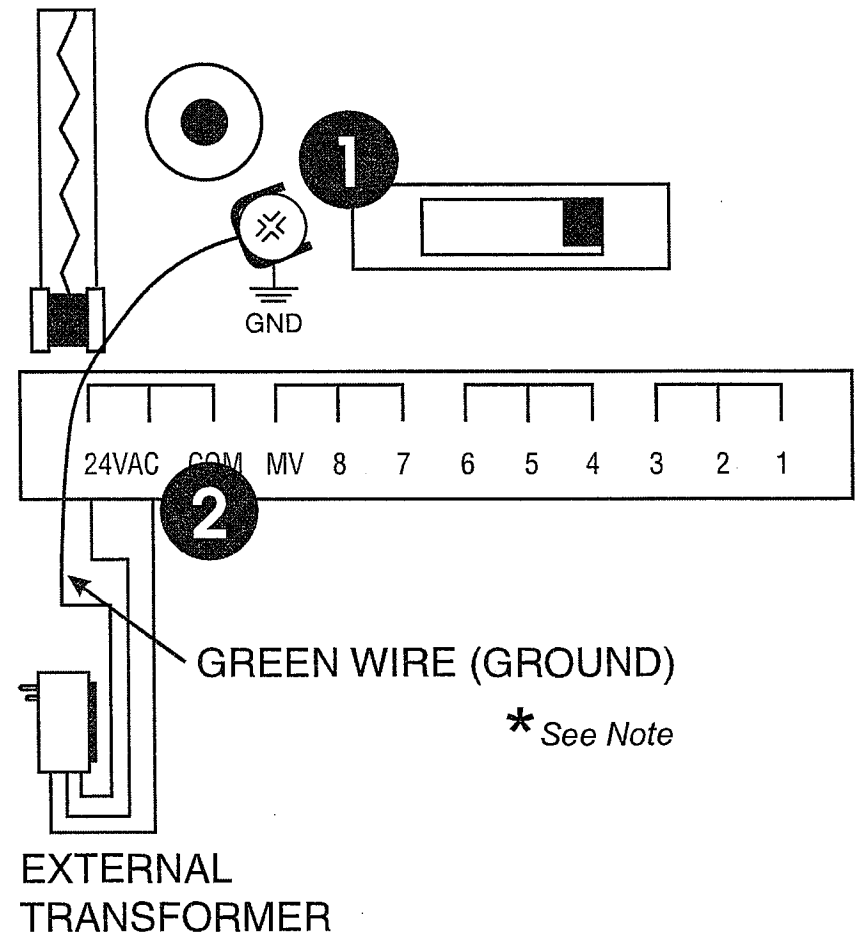 1
GND
24VAC COM MV 8 7 6 5 4 3 2 1
2
GREEN WIRE (GROUND)
* See Note
EXTERNAL
TRANSFORMER